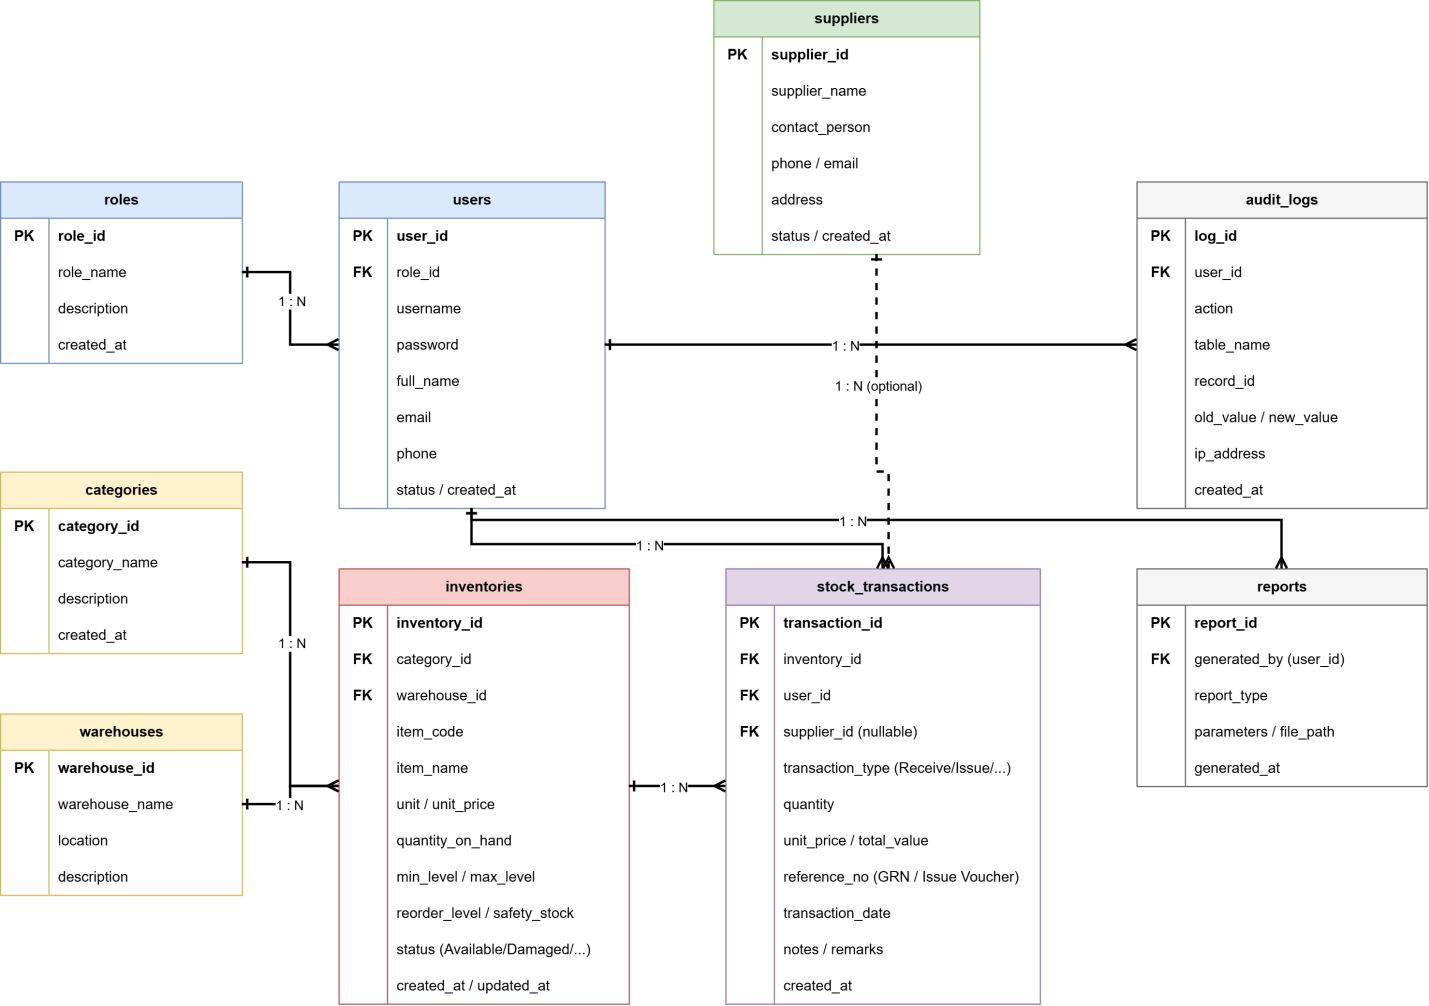 suppliers
PK supplier_id
supplier_name
contact_person
phone / email
address
status / created_at
roles
PK role_id
role_name
description
created_at
1 : N
users
PK user_id
FK role_id
username
password
full_name
email
phone
status / created_at
1 : N
1 : N (optional)
audit_logs
PK log_id
FK user_id
action
table_name
record_id
old_value / new_value
ip_address
created_at
1 : N
1 : N
categories
PK category_id
category_name
description
created_at
1 : N
warehouses
PK warehouse_id
warehouse_name
location
description
1 : N
inventories
PK inventory_id
FK category_id
FK warehouse_id
item_code
item_name
unit / unit_price
quantity_on_hand
min_level / max_level
reorder_level / safety_stock
status (Available/Damaged/...)
created_at / updated_at
1 : N
stock_transactions
PK transaction_id
FK inventory_id
FK user_id
FK supplier_id (nullable)
transaction_type (Receive/Issue/...)
quantity
unit_price / total_value
reference_no (GRN / Issue Voucher)
transaction_date
notes / remarks
created_at
reports
PK report_id
FK generated_by (user_id)
report_type
parameters / file_path
generated_at